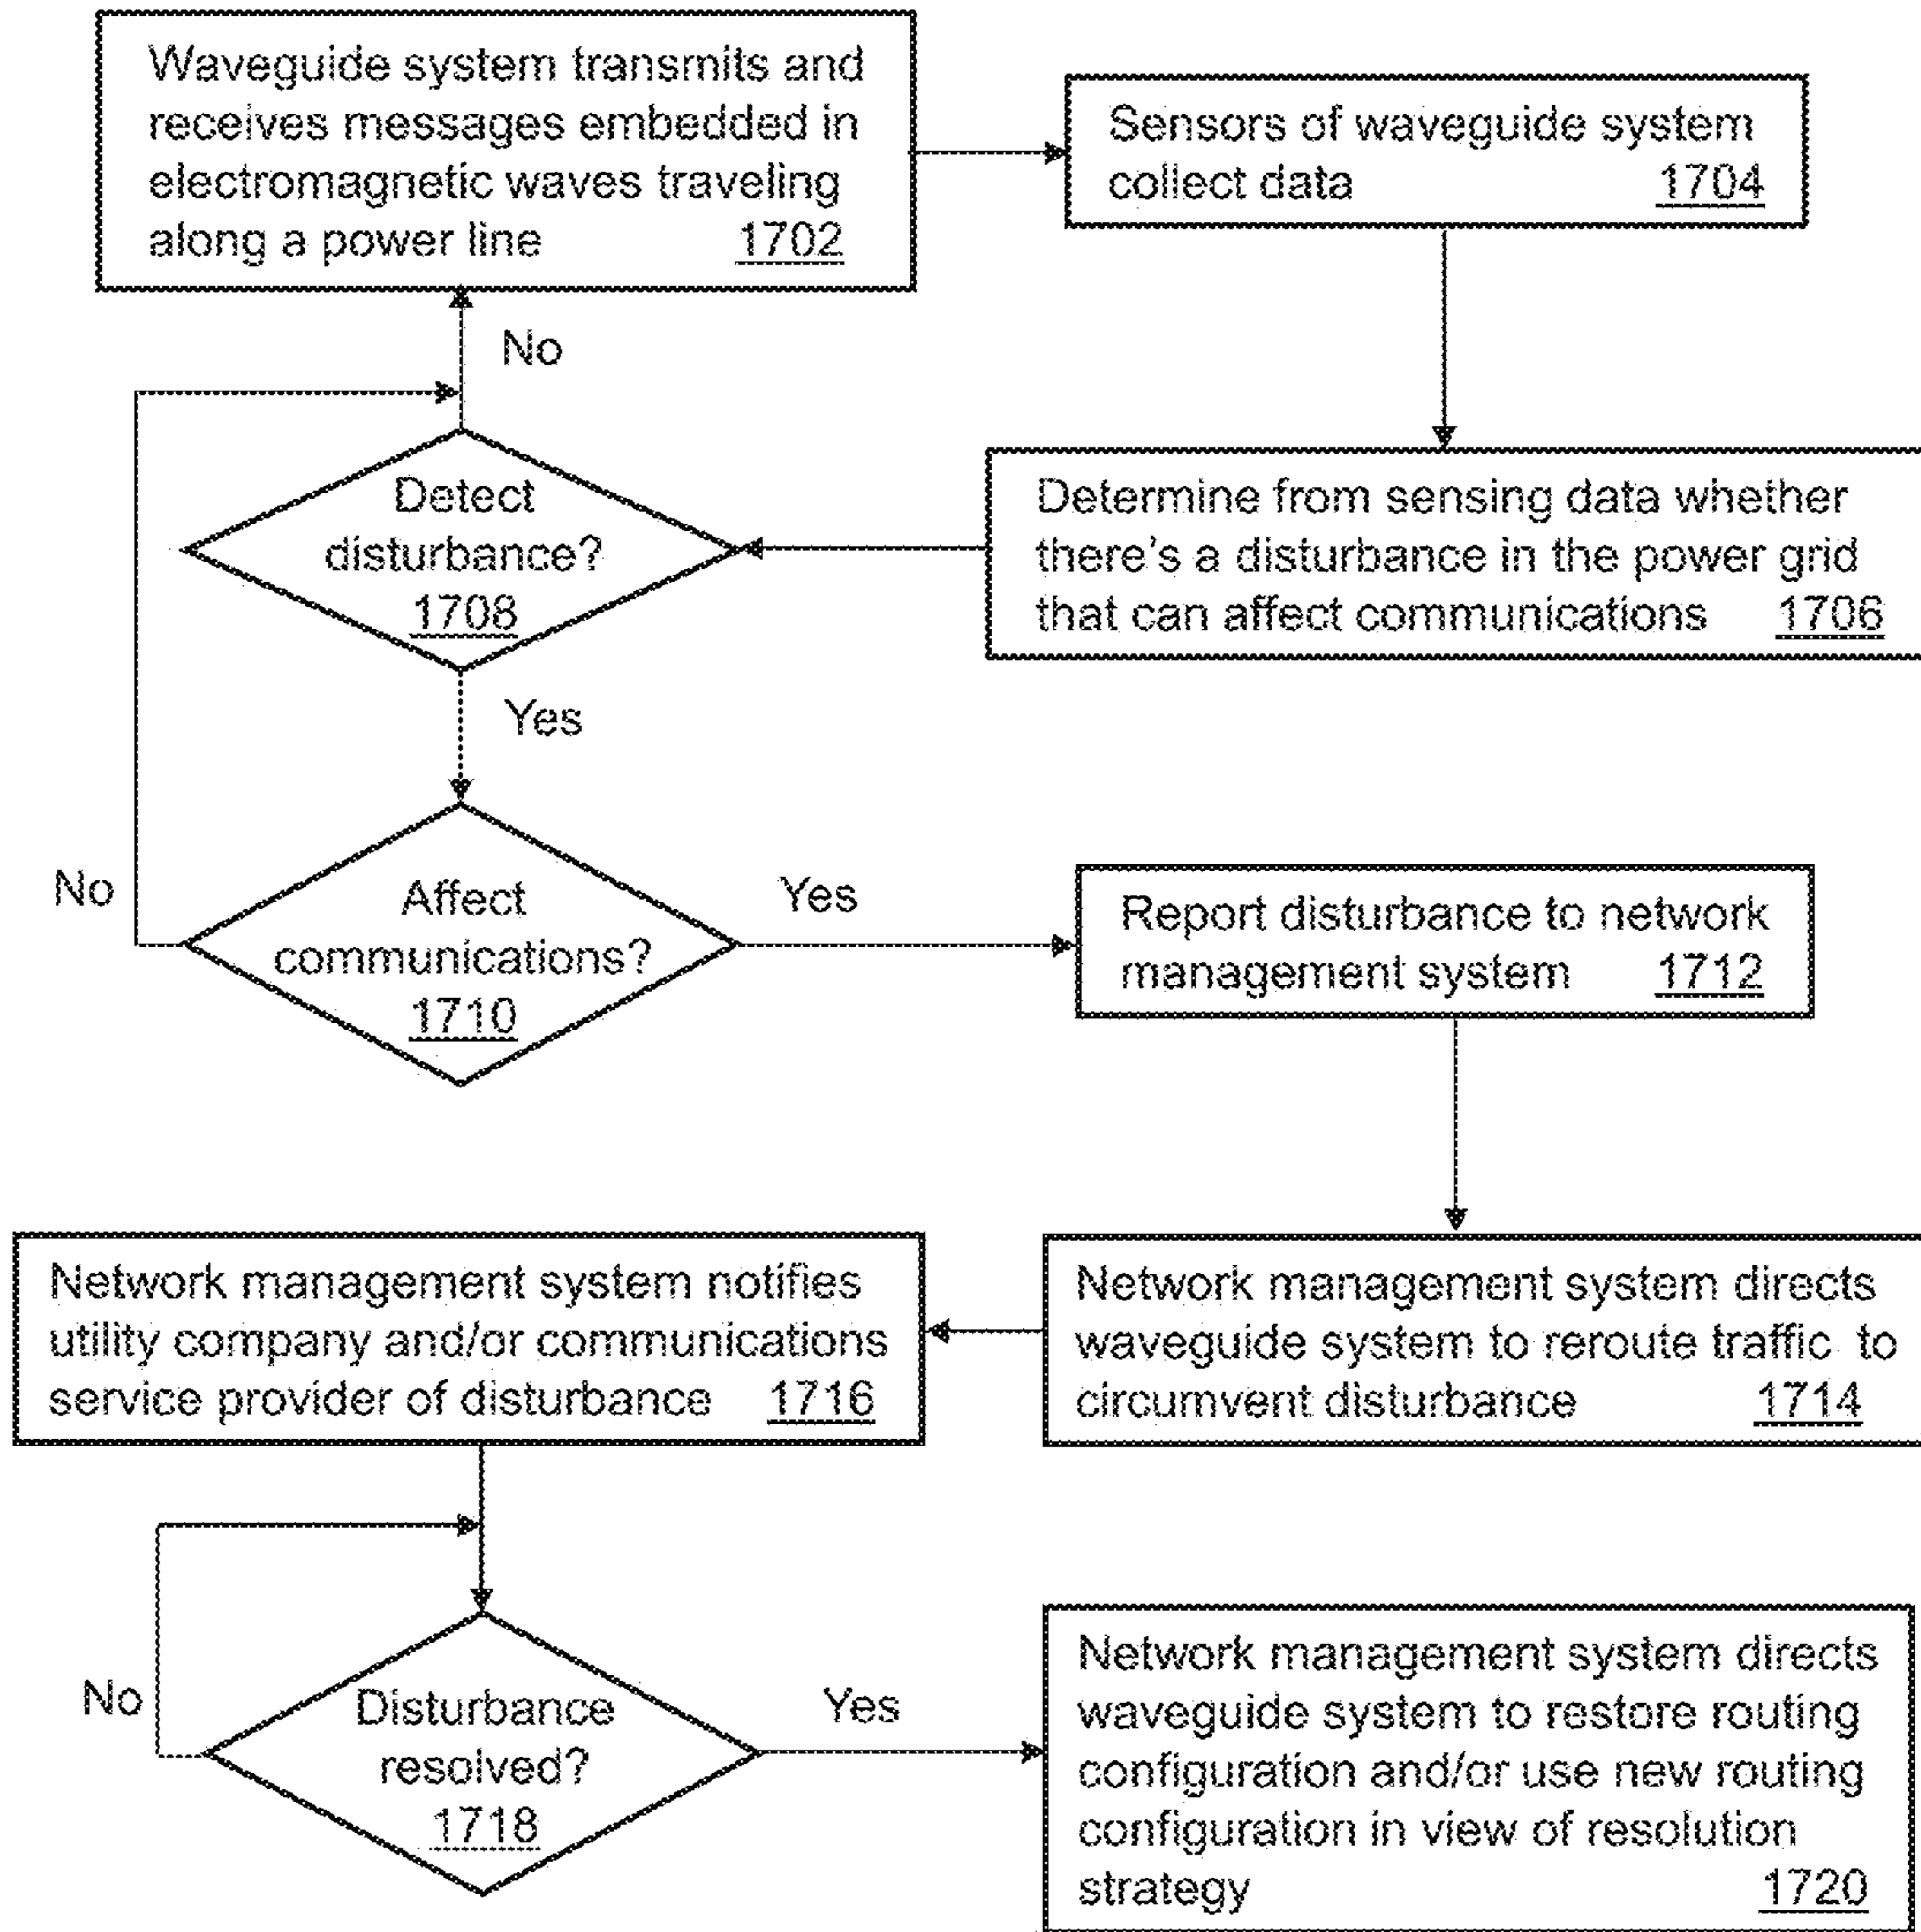 Waveguide system transmits and
receives messages embedded in
electromagnetic waves traveling
along a power line 1702
Sensors of waveguide system
collect data 1704
No
Detect
disturbance?
1708
Determine from sensing data whether
there's a disturbance in the power grid
that can affect communications 1706
Yes
No
Affect
communications?
1710
Yes
Report disturbance to network
management system 1712
Network management system notifies
utility company and/or communications
service provider of disturbance 1716
Network management system directs
waveguide system to reroute traffic to
circumvent disturbance 1714
No
Disturbance
resolved?
1718
Yes
Network management system directs
waveguide system to restore routing
configuration and/or use new routing
configuration in view of resolution
strategy 1720